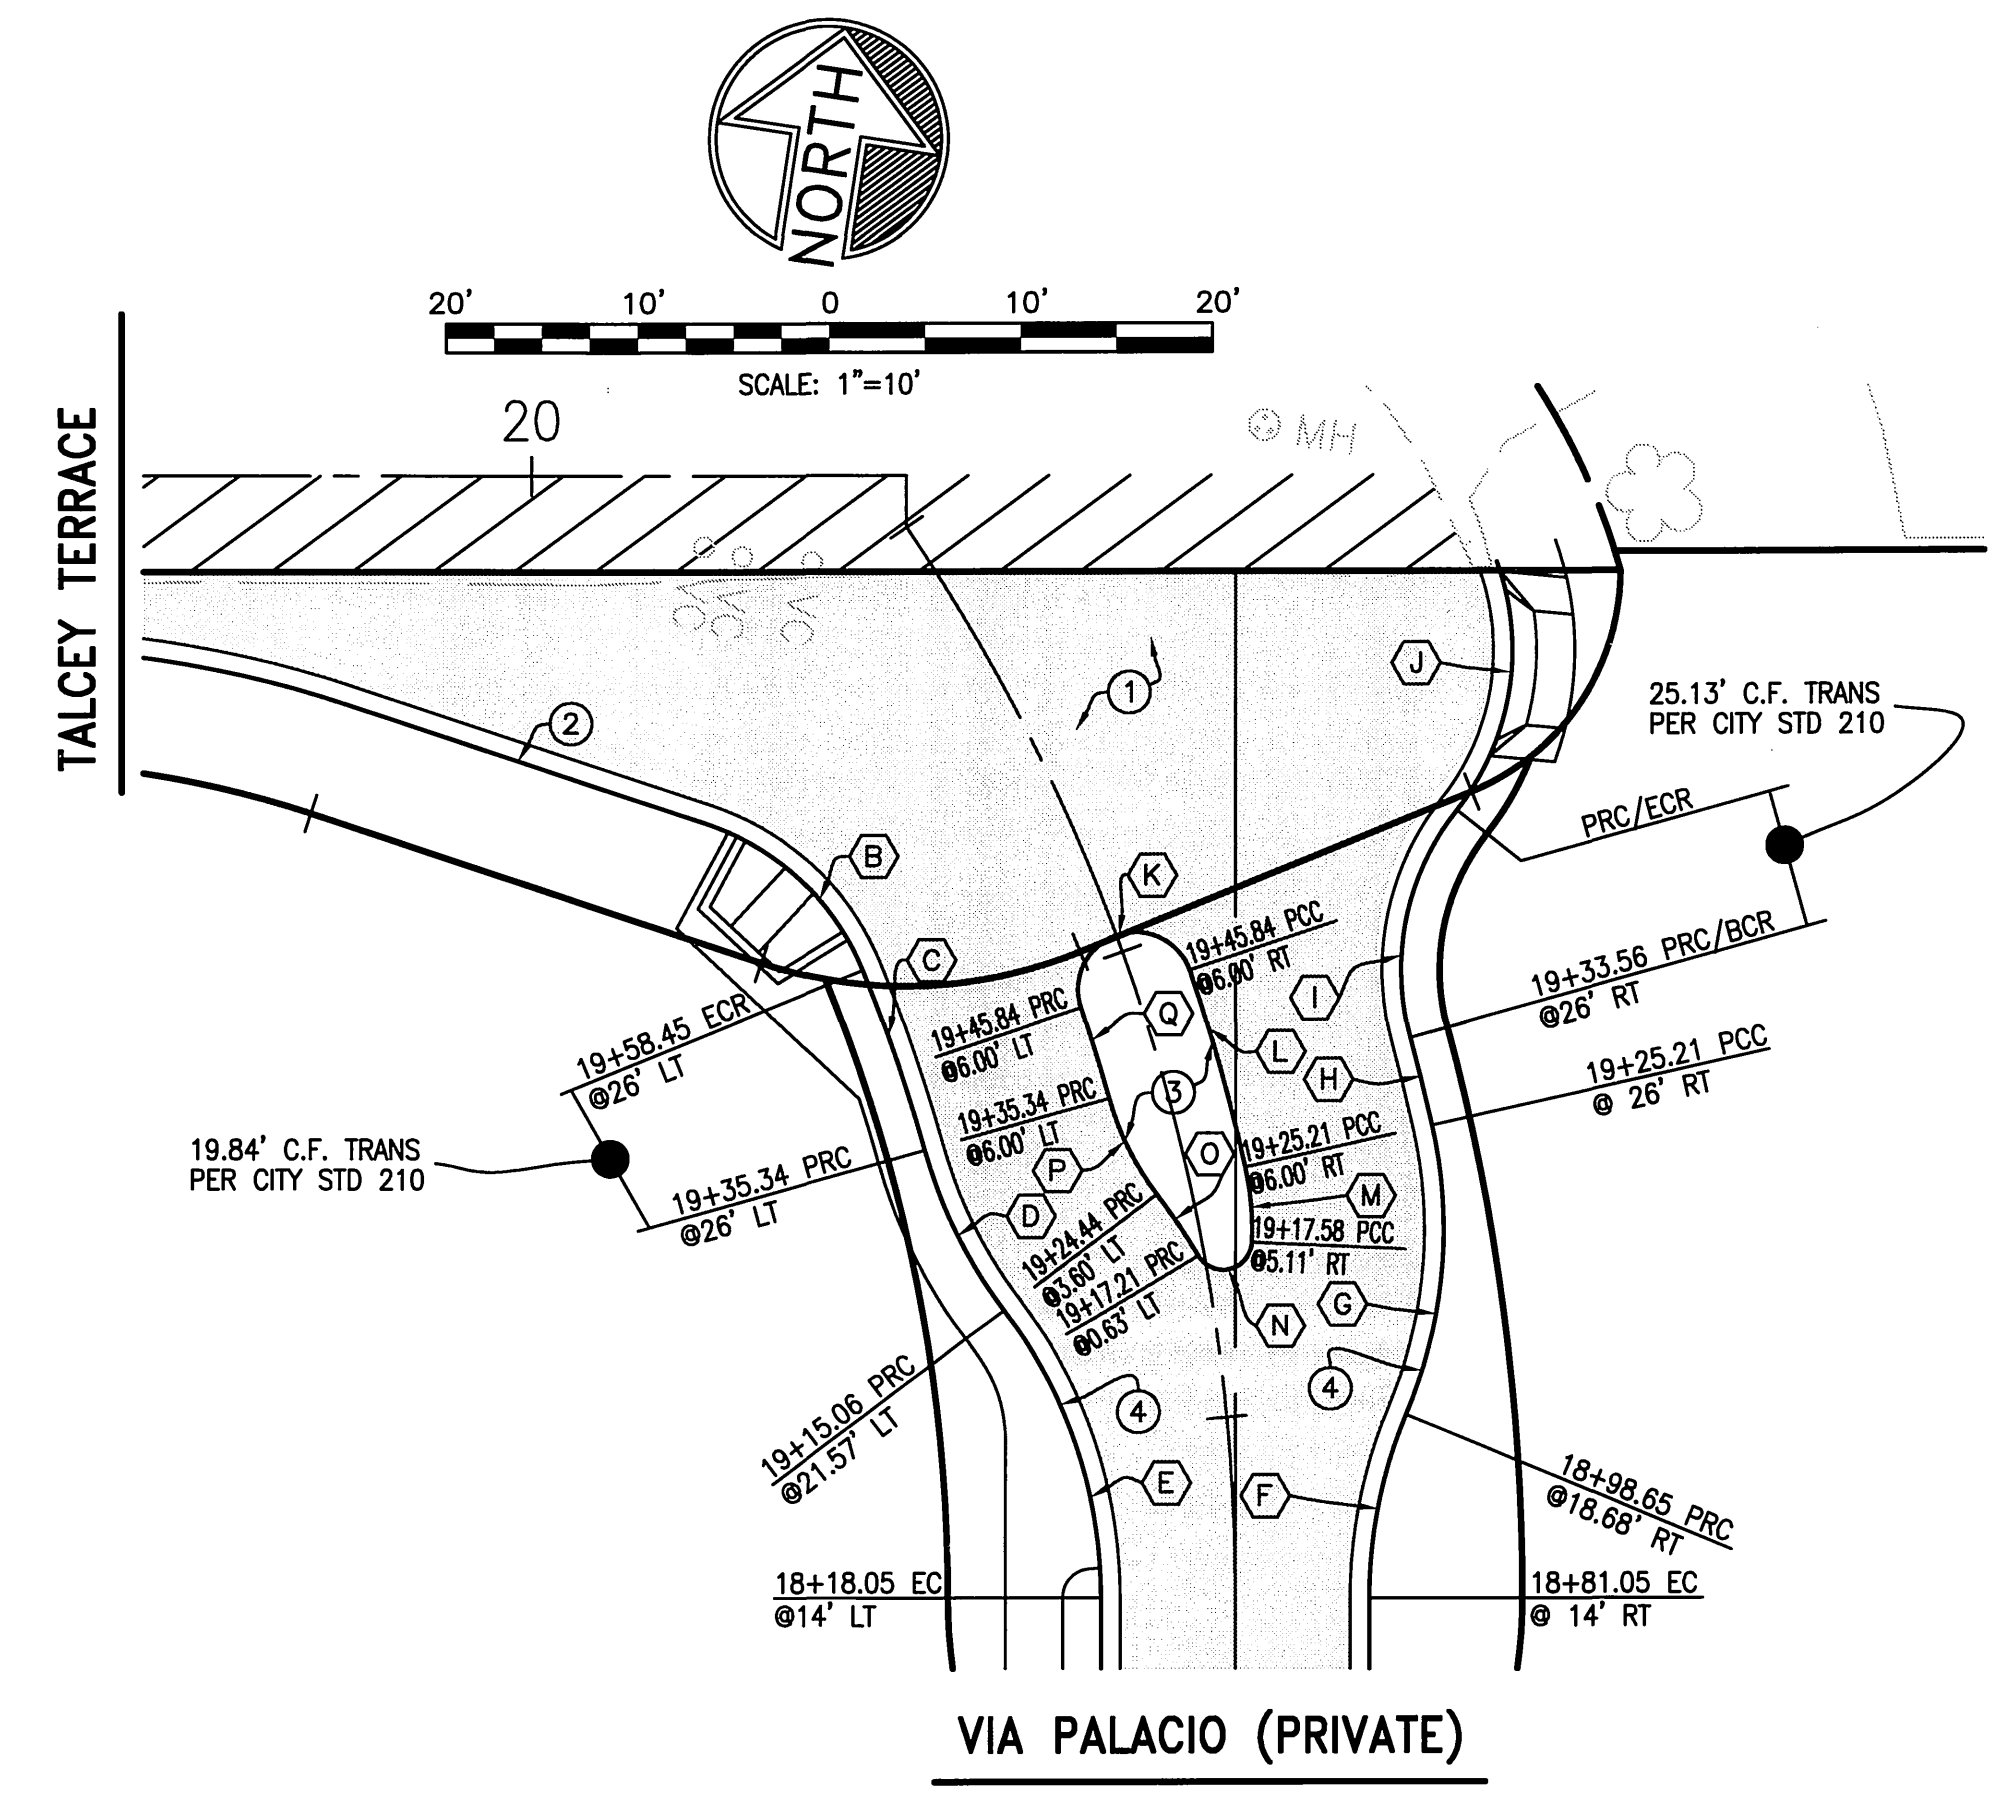 NORTH
20' 10' 0 10' 20'
SCALE: 1"=10'
20
MH
TALCEY TERRACE
1
J
2
25.13' C.F. TRANS
PER CITY STD 210
PRC/ECR
B
K
C
19+45.84 PCC
@6.00' RT
19+33.56 PRC/BCR
@26' RT
I
Q
19+45.84 PRC
@6.00' LT
19+58.45 ECR
@26' LT
L
H
19+25.21 PCC
@ 26' RT
3
19+35.34 PRC
@6.00' LT
19.84' C.F. TRANS
PER CITY STD 210
19+35.34 PRC
@26' LT
P
O
19+25.21 PCC
@6.00' RT
M
D
19+24.44 PRC
@3.60' LT
19+17.58 PCC
@5.11' RT
19+17.21 PRC
@0.63' LT
G
N
4
4
19+15.06 PRC
@21.57' LT
E
F
18+98.65 PRC
@18.68' RT
18+18.05 EC
@14' LT
18+81.05 EC
@ 14' RT
VIA PALACIO (PRIVATE)